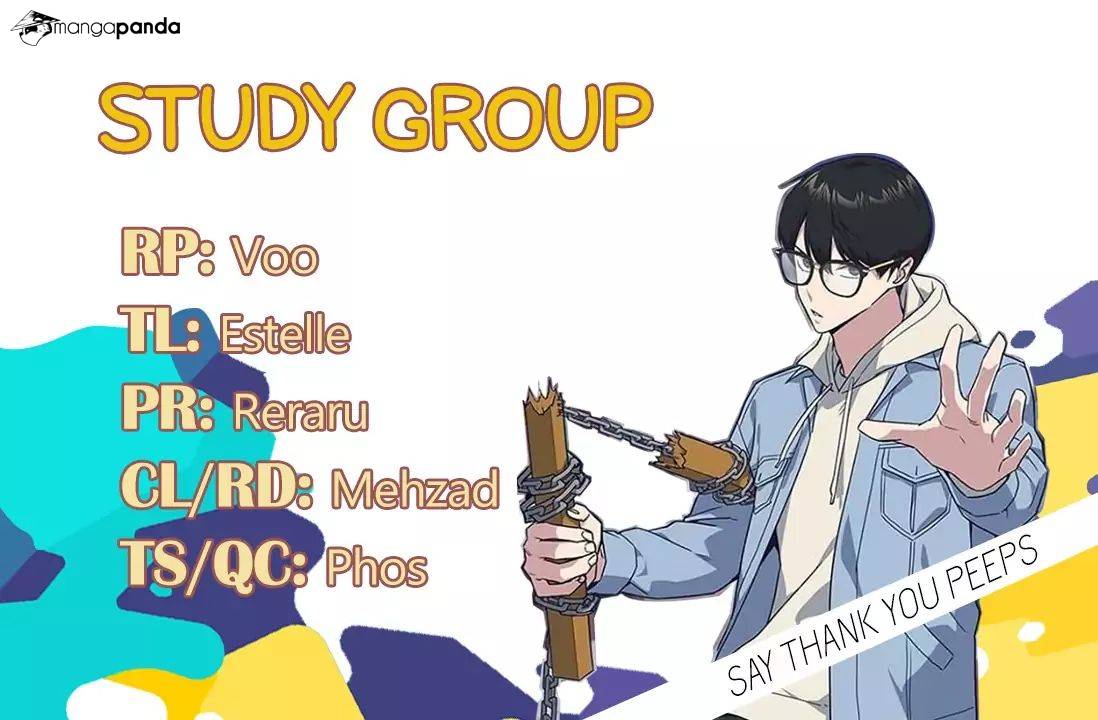 mangapanda
STUDY GROUP
RP: Voo
TL: Estelle
PR: Reraru
CL/RD: Mehzad
TS/QC: Phos
SAY THANK YOU PEEPS